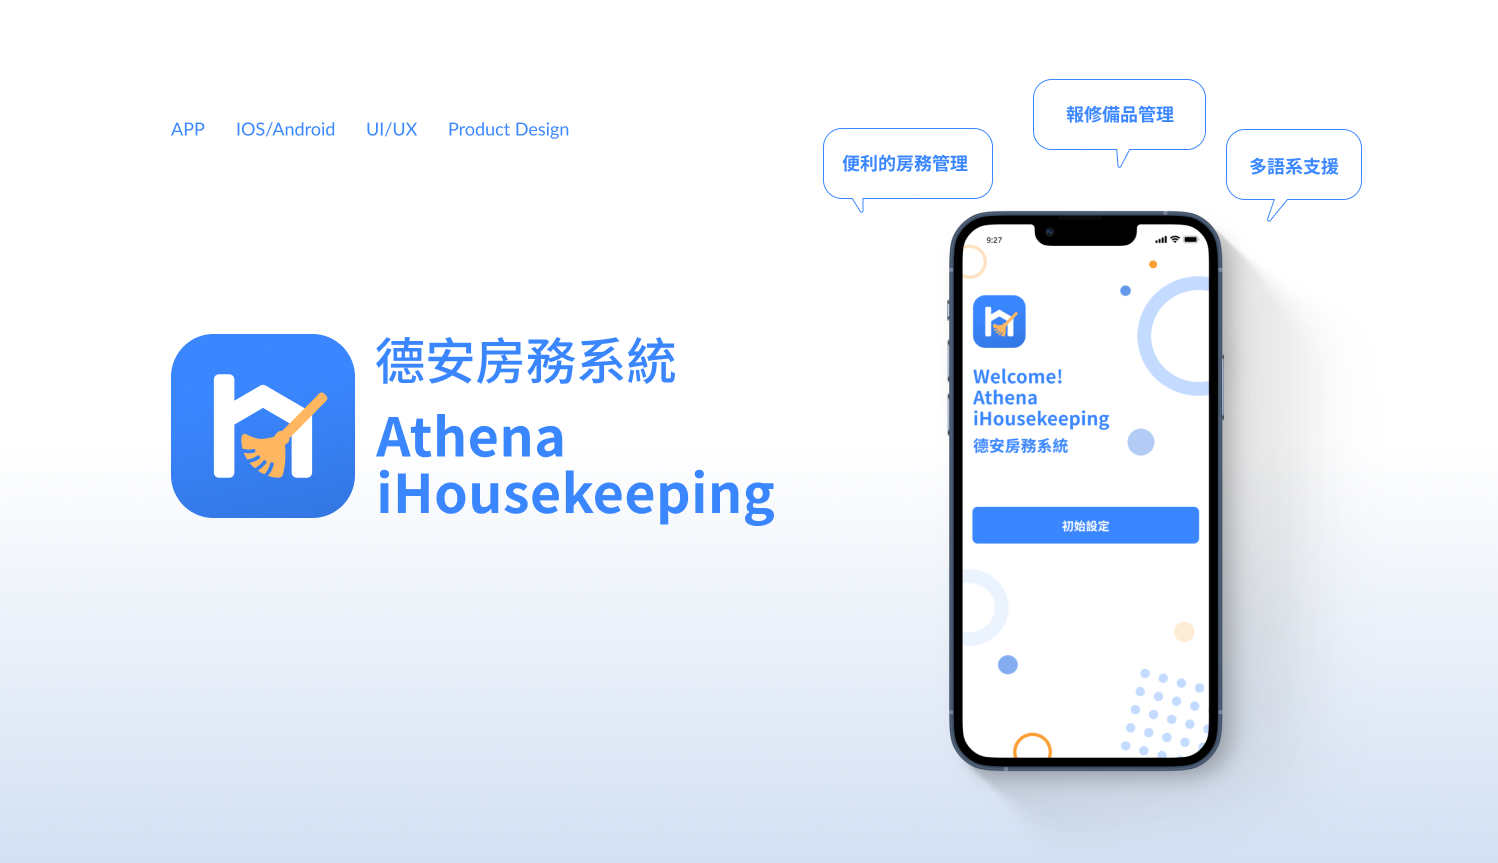 APP IOS/Android UI/UX Product Design
報修備品管理
便利的房務管理
多語系支援
德安房務系統
Athena
iHousekeeping
9:27
Welcome!
Athena
iHousekeeping
德安房務系統
初始設定